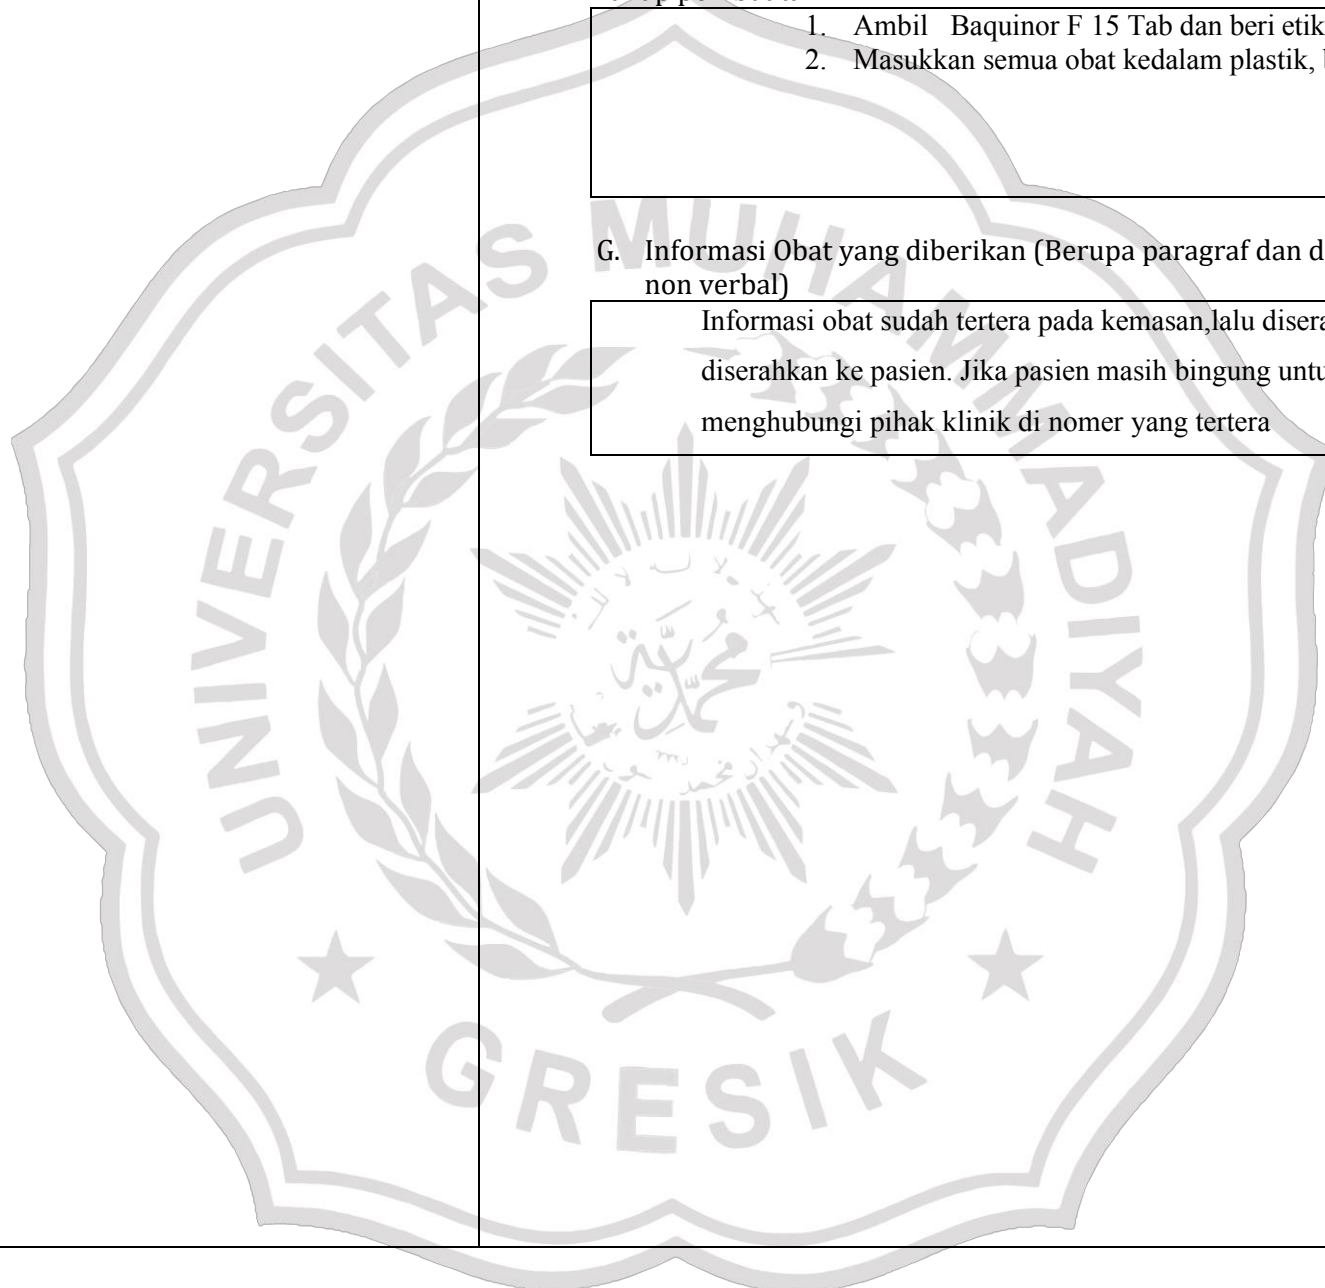 1. Ambil Baquinor F 15 Tab dan beri etik
2. Masukkan semua obat kedalam plastik,
G. Informasi Obat yang diberikan (Berupa paragraf dan d
non verbal)
Informasi obat sudah tertera pada kemasan,lalu disera
diserahkan ke pasien. Jika pasien masih bingung untu
menghubungi pihak klinik di nomer yang tertera
UNIVERSITAS MUHAMMADIYAH
GRESIK